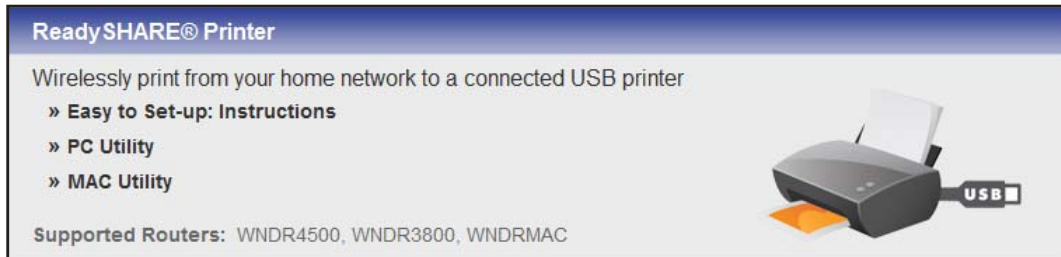 ReadySHARE® Printer
Wirelessly print from your home network to a connected USB printer
» Easy to Set-up: Instructions
» PC Utility
» MAC Utility
USB
Supported Routers: WNDR4500, WNDR3800, WNDRMAC